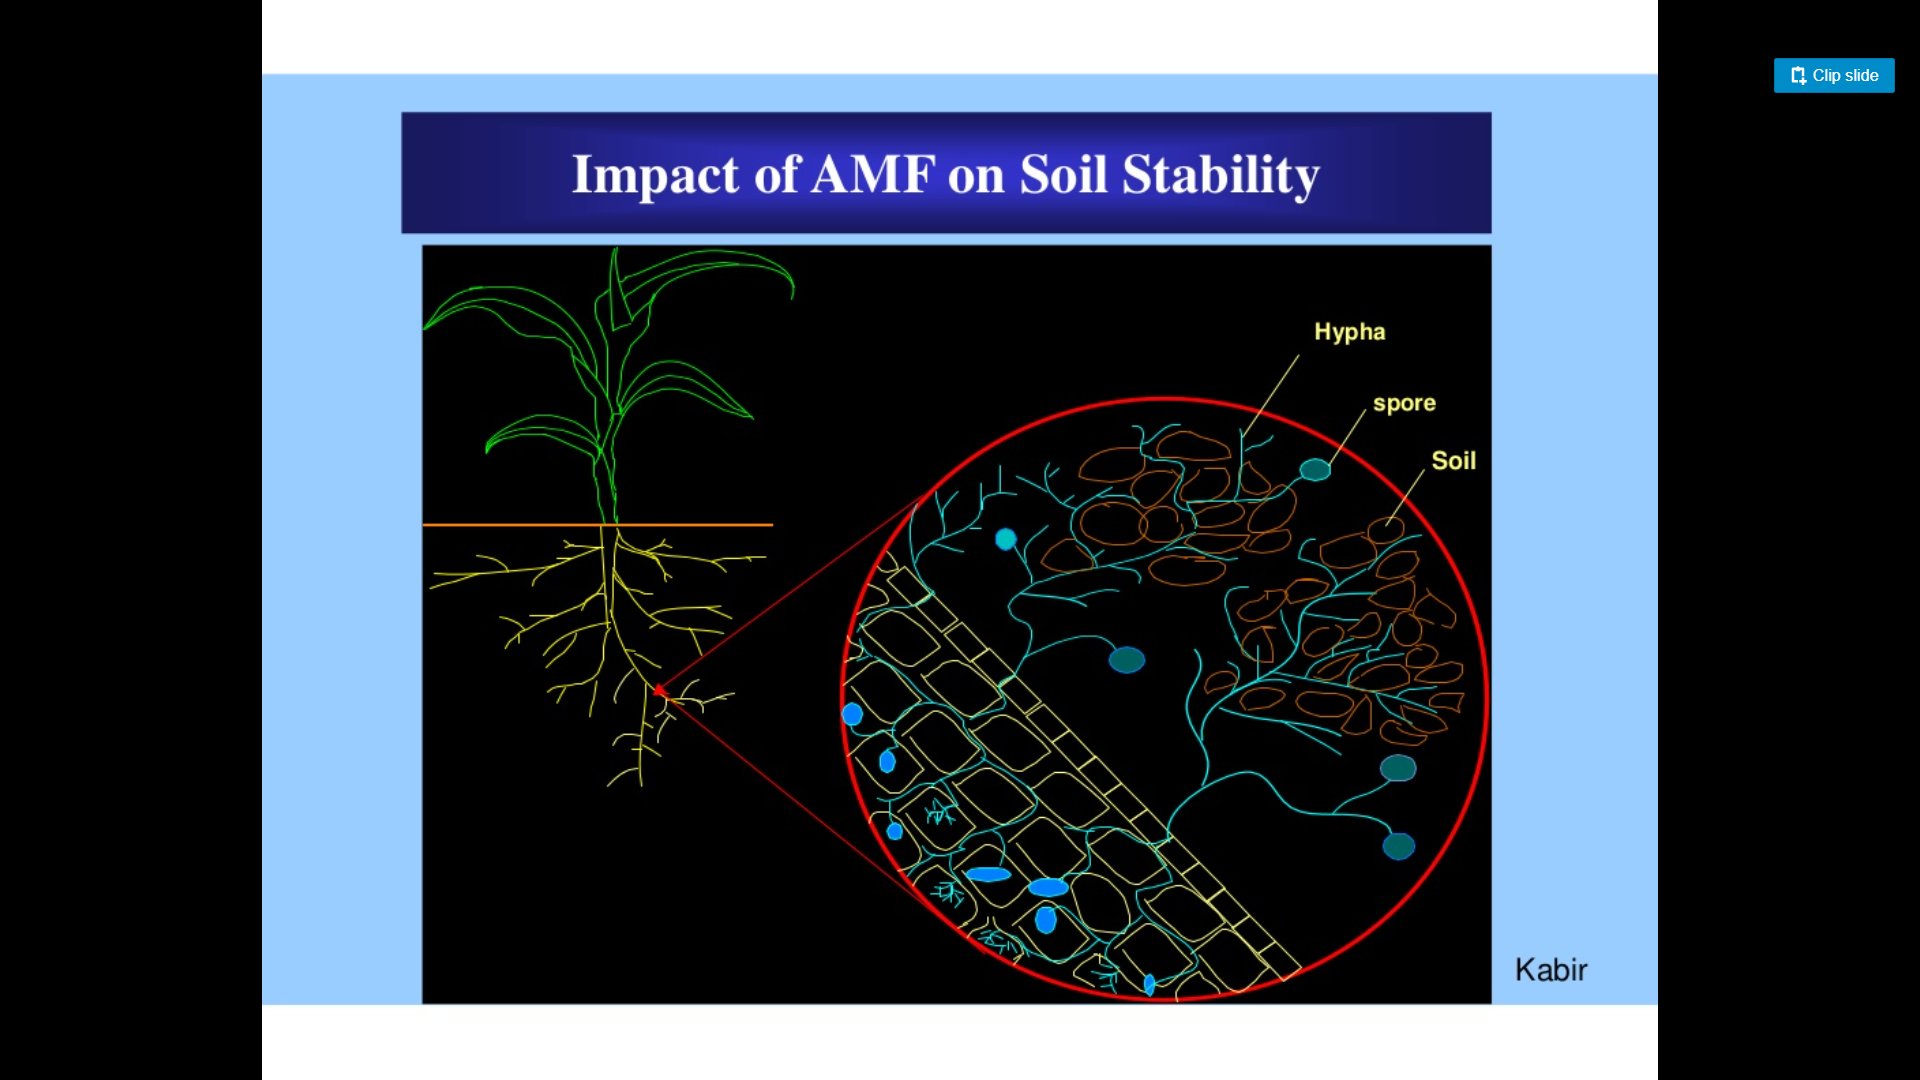 Clip slide
Impact of AMF on Soil Stability
Hypha
spore
Soil
Kabir